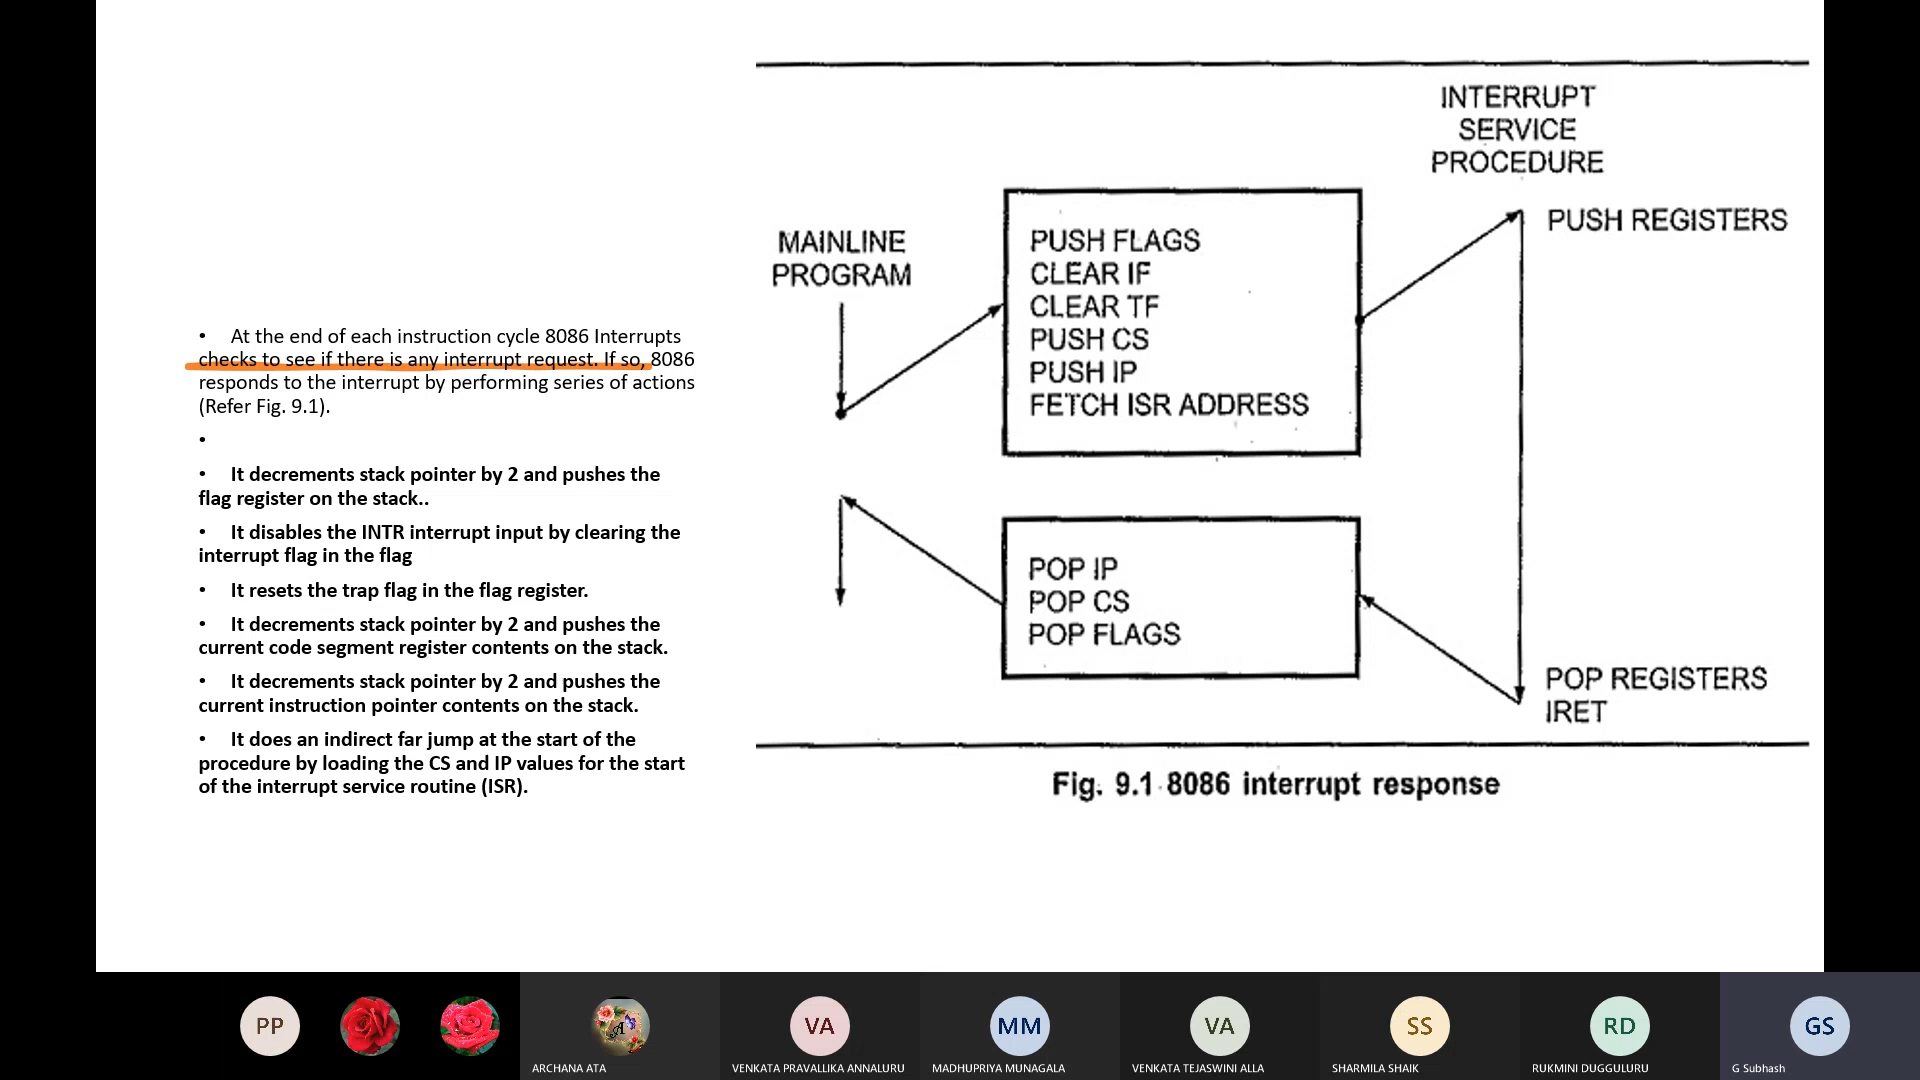 • At the end of each instruction cycle 8086 Interrupts
checks to see if there is any interrupt request. If so, 8086
responds to the interrupt by performing series of actions
(Refer Fig. 9.1).
•
• It decrements stack pointer by 2 and pushes the
flag register on the stack..
• It disables the INTR interrupt input by clearing the
interrupt flag in the flag
• It resets the trap flag in the flag register.
• It decrements stack pointer by 2 and pushes the
current code segment register contents on the stack.
• It decrements stack pointer by 2 and pushes the
current instruction pointer contents on the stack.
• It does an indirect far jump at the start of the
procedure by loading the CS and IP values for the start
of the interrupt service routine (ISR).
MAINLINE
PROGRAM
PUSH FLAGS
CLEAR IF
CLEAR TF
PUSH CS
PUSH IP
FETCH ISR ADDRESS
INTERRUPT
SERVICE
PROCEDURE
PUSH REGISTERS
POP IP
POP CS
POP FLAGS
POP REGISTERS
IRET
Fig. 9.1 8086 interrupt response
PP
A
ARCHANA ATA
VA
VENKATA PRAVALLIKA ANNALURU
MM
MADHUPRIYA MUNAGALA
VA
VENKATA TEJASWINI ALLA
SS
SHARMILA SHAIK
RD
RUKMINI DUGGULURU
GS
G Subhash